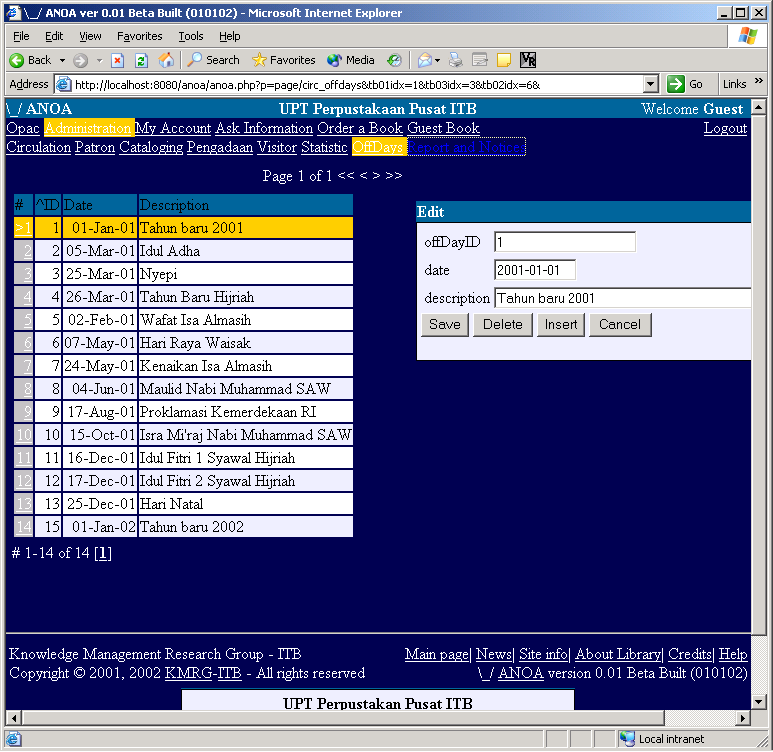 \_/ ANOA ver 0.01 Beta Built (010102) - Microsoft Internet Explorer
File Edit View Favorites Tools Help
Back Search Favorites Media
Address http://localhost:8080/anoa/anoa.php?p=page/circ_offdays&tb01idx=1&tb03idx=3&tb02idx=6& Go Links »
\_/ ANOA UPT Perpustakaan Pusat ITB Welcome Guest
Opac Administration My Account Ask Information Order a Book Guest Book Logout
Circulation Patron Cataloging Pengadaan Visitor Statistic OffDays Report and Notices
Page 1 of 1 << < > >>
# ^ID Date Description
>1 1 01-Jan-01 Tahun baru 2001
2 2 05-Mar-01 Idul Adha
3 3 25-Mar-01 Nyepi
4 4 26-Mar-01 Tahun Baru Hijriah
5 5 02-Feb-01 Wafat Isa Almasih
6 6 07-May-01 Hari Raya Waisak
7 7 24-May-01 Kenaikan Isa Almasih
8 8 04-Jun-01 Maulid Nabi Muhammad SAW
9 9 17-Aug-01 Proklamasi Kemerdekaan RI
10 10 15-Oct-01 Isra Mi'raj Nabi Muhammad SAW
11 11 16-Dec-01 Idul Fitri 1 Syawal Hijriah
12 12 17-Dec-01 Idul Fitri 2 Syawal Hijriah
13 13 25-Dec-01 Hari Natal
14 15 01-Jan-02 Tahun baru 2002
# 1-14 of 14 [1]
Edit
offDayID 1
date 2001-01-01
description Tahun baru 2001
Save Delete Insert Cancel
Knowledge Management Research Group - ITB Main page| News| Site info| About Library| Credits| Help
Copyright © 2001, 2002 KMRG-ITB - All rights reserved \_/ ANOA version 0.01 Beta Built (010102)
UPT Perpustakan Pusat ITB
Local intranet